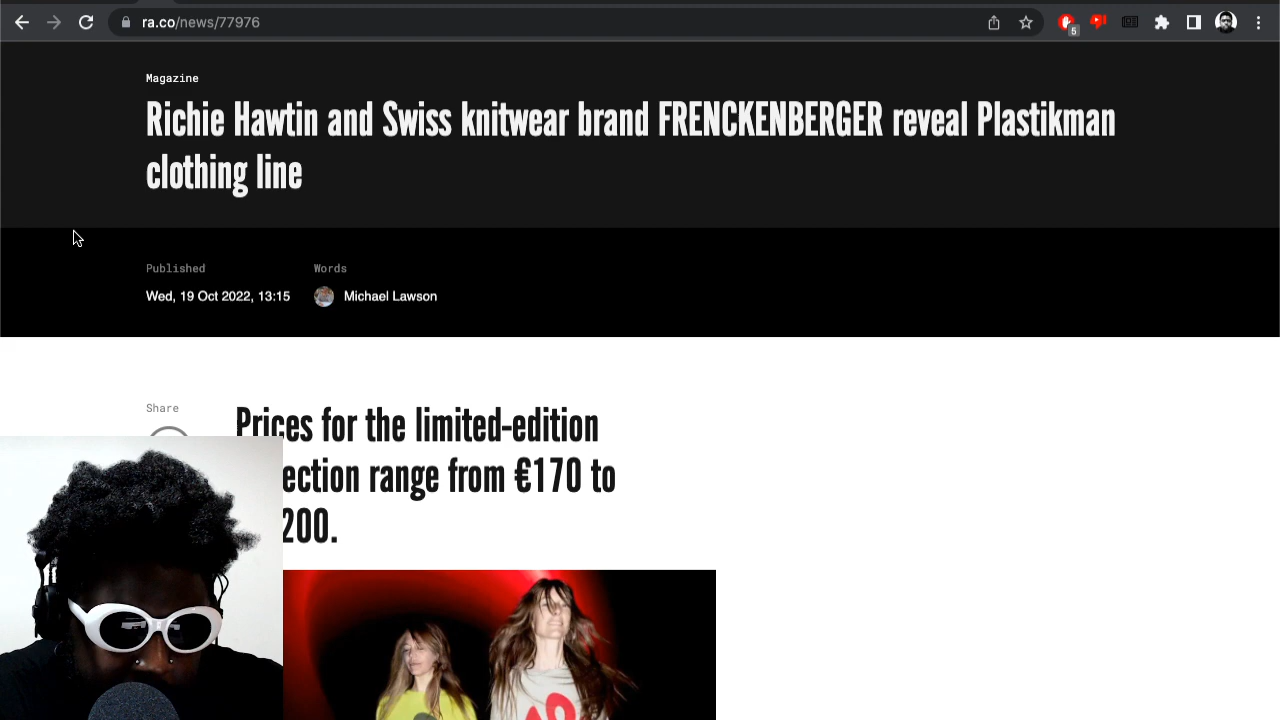 ra.co/news/77976
5
Magazine
Richie Hawtin and Swiss knitwear brand FRENCKENBERGER reveal Plastikman
clothing line
Published
Words
Wed, 19 Oct 2022, 13:15
Michael Lawson
Share
Prices for the limited-edition
ection range from €170 to
200.